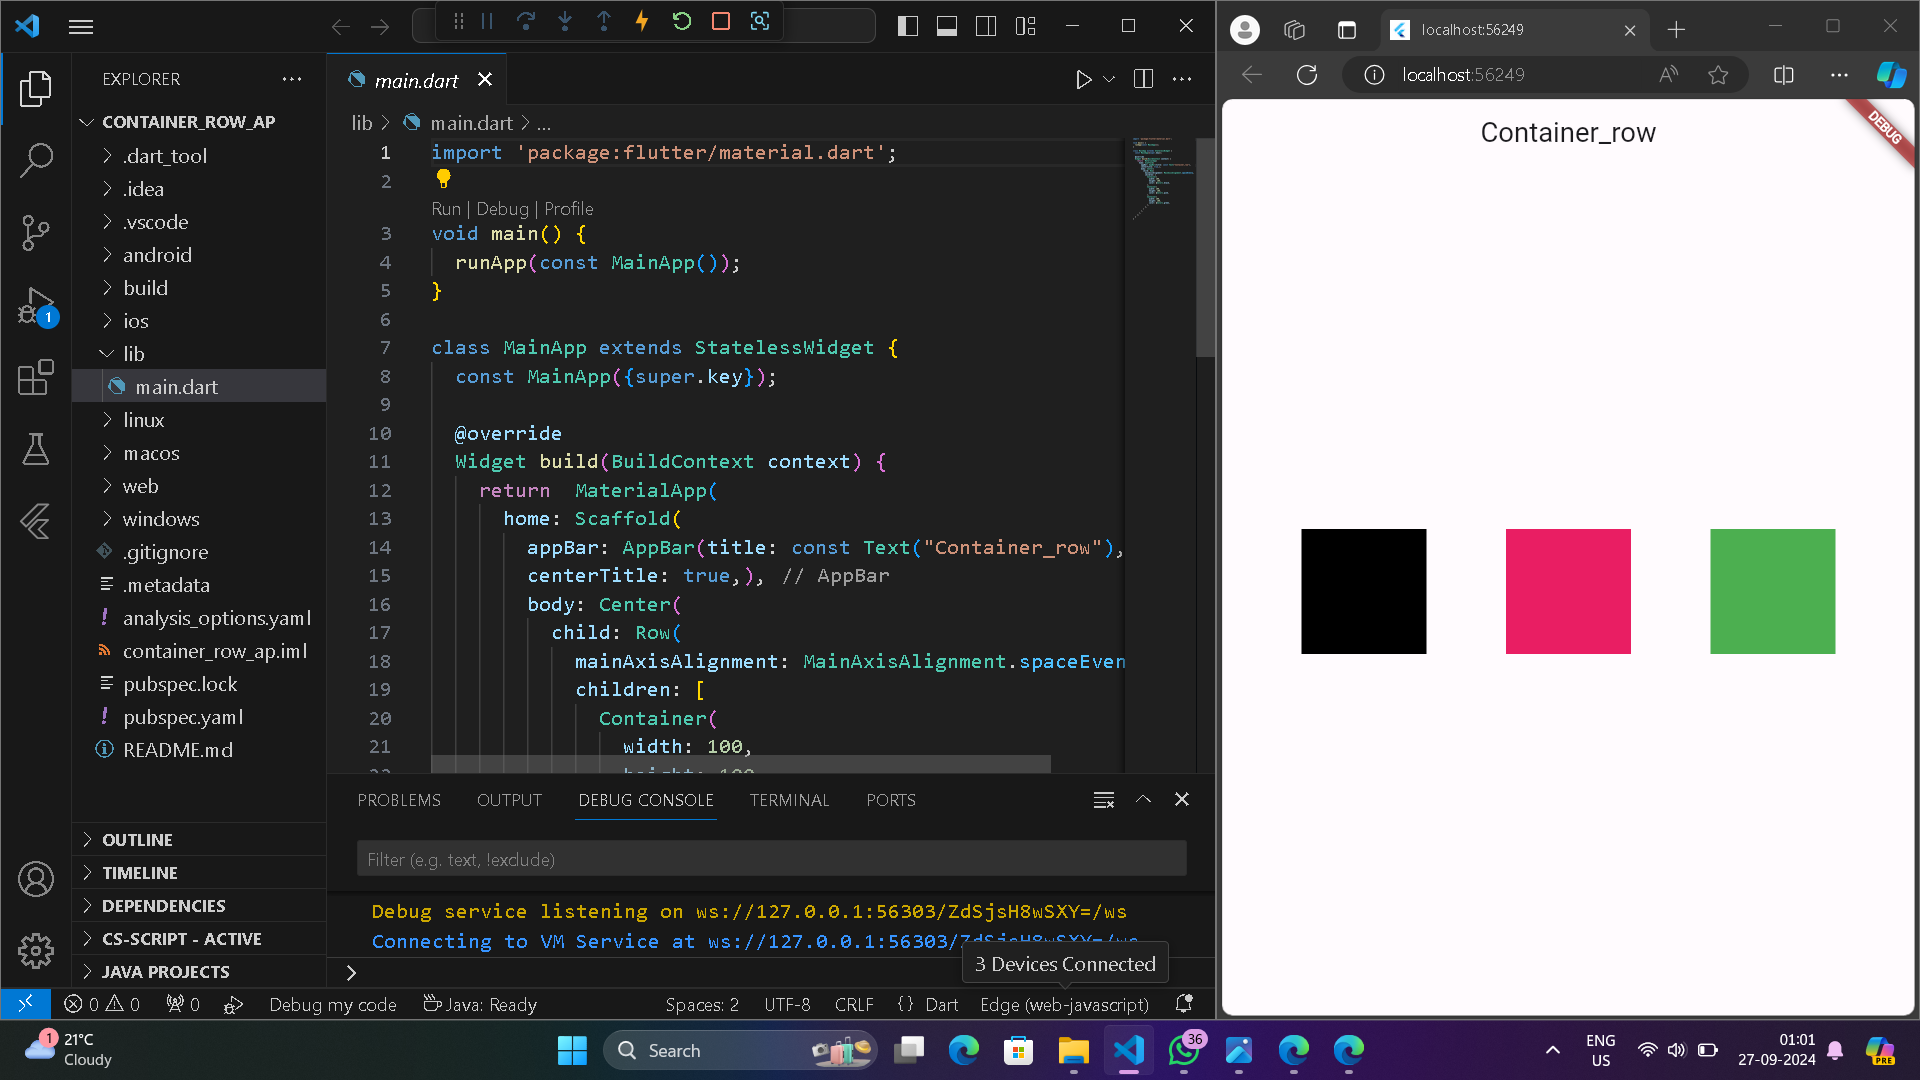 EXPLORER
CONTAINER_ROW_AP
.dart_tool
.idea
.vscode
android
build
ios
lib
main.dart
linux
macos
web
windows
.gitignore
.metadata
analysis_options.yaml
container_row_ap.iml
pubspec.lock
pubspec.yaml
README.md
OUTLINE
TIMELINE
DEPENDENCIES
CS-SCRIPT - ACTIVE
JAVA PROJECTS
1
main.dart
lib > main.dart > ...
1 import 'package:flutter/material.dart';
2
Run | Debug | Profile
3 void main() {
4 runApp(const MainApp());
5 }
6
7 class MainApp extends StatelessWidget {
8 const MainApp({super.key});
9
10 @override
11 Widget build(BuildContext context) {
12 return  MaterialApp(
13 home: Scaffold(
14 appBar: AppBar(title: const Text("Container_row"),
15 centerTitle: true,), // AppBar
16 body: Center(
17 child: Row(
18 mainAxisAlignment: MainAxisAlignment.spaceEven
19 children: [
20 Container(
21 width: 100,
22 height: 100
PROBLEMS OUTPUT DEBUG CONSOLE TERMINAL PORTS
Filter (e.g. text, !exclude)
Debug service listening on ws://127.0.0.1:56303/ZdSjsH8wSXY=/ws
Connecting to VM Service at ws://127.0.0.1:56303/ZdSjsH8wSXY=/ws
3 Devices Connected
0 0 0 Debug my code Java: Ready Spaces: 2 UTF-8 CRLF {} Dart Edge (web-javascript)
localhost:56249
localhost:56249
Container_row
DEBUG
1
21°C
Cloudy
Search
36
PRE
ENG
US
01:01
27-09-2024